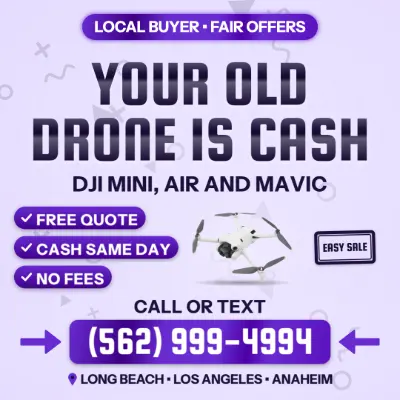 LOCAL BUYER • FAIR OFFERS
YOUR OLD
DRONE IS CASH
DJI MINI, AIR AND MAVIC
✓ FREE QUOTE
✓ CASH SAME DAY
✓ NO FEES
EASY SALE
CALL OR TEXT
(562) 999-4994
LONG BEACH • LOS ANGELES • ANAHEIM